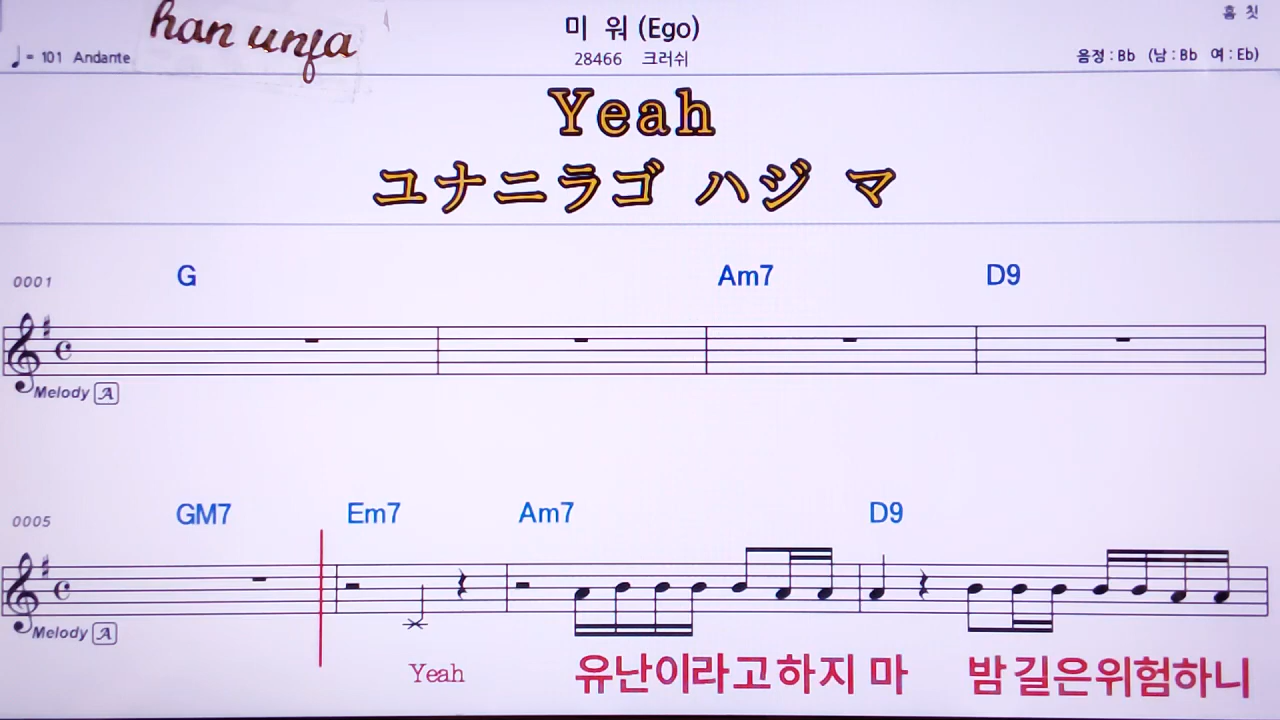 han unja
미 워 (Ego)
홈 칫
♩ = 101 Andante
28466 크러쉬
음정 : Bb (남 : Bb 여 : Eb)
Yeah
ユナニラゴ ハジ マ
0001 G Am7 D9
Melody A
0005 GM7 Em7 Am7 D9
Melody A
Yeah 유난이라고하지 마 밤길은위험하니